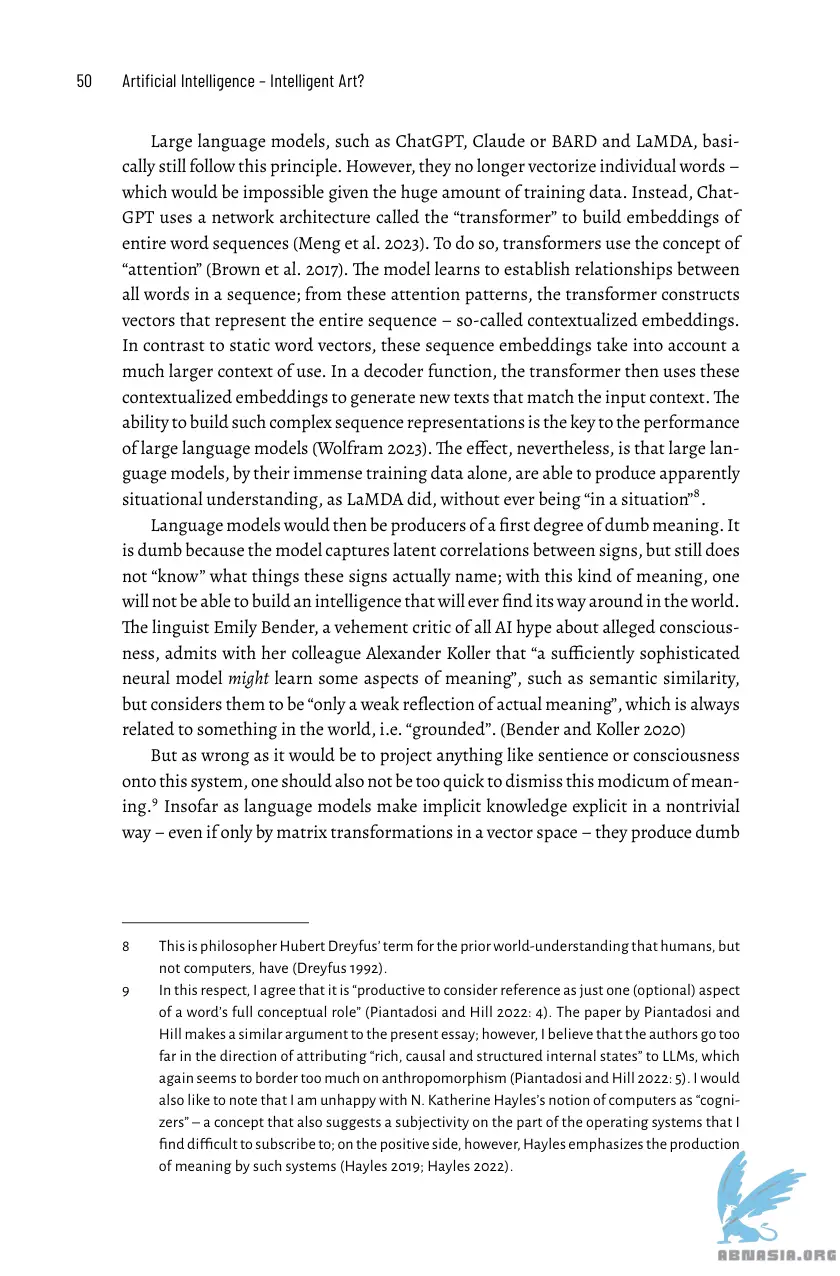 50 Artificial Intelligence – Intelligent Art?
Large language models, such as ChatGPT, Claude or BARD and LaMDA, basi-
cally still follow this principle. However, they no longer vectorize individual words –
which would be impossible given the huge amount of training data. Instead, Chat-
GPT uses a network architecture called the “transformer” to build embeddings of
entire word sequences (Meng et al. 2023). To do so, transformers use the concept of
“attention” (Brown et al. 2017). The model learns to establish relationships between
all words in a sequence; from these attention patterns, the transformer constructs
vectors that represent the entire sequence – so-called contextualized embeddings.
In contrast to static word vectors, these sequence embeddings take into account a
much larger context of use. In a decoder function, the transformer then uses these
contextualized embeddings to generate new texts that match the input context. The
ability to build such complex sequence representations is the key to the performance
of large language models (Wolfram 2023). The effect, nevertheless, is that large lan-
guage models, by their immense training data alone, are able to produce apparently
situational understanding, as LaMDA did, without ever being “in a situation”8.
Language models would then be producers of a first degree of dumb meaning. It
is dumb because the model captures latent correlations between signs, but still does
not “know” what things these signs actually name; with this kind of meaning, one
will not be able to build an intelligence that will ever find its way around in the world.
The linguist Emily Bender, a vehement critic of all AI hype about alleged conscious-
ness, admits with her colleague Alexander Koller that “a sufficiently sophisticated
neural model might learn some aspects of meaning”, such as semantic similarity,
but considers them to be “only a weak reflection of actual meaning”, which is always
related to something in the world, i.e. “grounded”. (Bender and Koller 2020)
But as wrong as it would be to project anything like sentience or consciousness
onto this system, one should also not be too quick to dismiss this modicum of mean-
ing.9 Insofar as language models make implicit knowledge explicit in a nontrivial
way – even if only by matrix transformations in a vector space – they produce dumb
8 This is philosopher Hubert Dreyfus’ term for the prior world-understanding that humans, but
not computers, have (Dreyfus 1992).
9 In this respect, I agree that it is “productive to consider reference as just one (optional) aspect
of a word’s full conceptual role” (Piantadosi and Hill 2022: 4). The paper by Piantadosi and
Hill makes a similar argument to the present essay; however, I believe that the authors go too
far in the direction of attributing “rich, causal and structured internal states” to LLMs, which
again seems to border too much on anthropomorphism (Piantadosi and Hill 2022: 5). I would
also like to note that I am unhappy with N. Katherine Hayles’s notion of computers as “cogni-
zers” – a concept that also suggests a subjectivity on the part of the operating systems that I
find difficult to subscribe to; on the positive side, however, Hayles emphasizes the production
of meaning by such systems (Hayles 2019; Hayles 2022).
ABNASIA.ORG